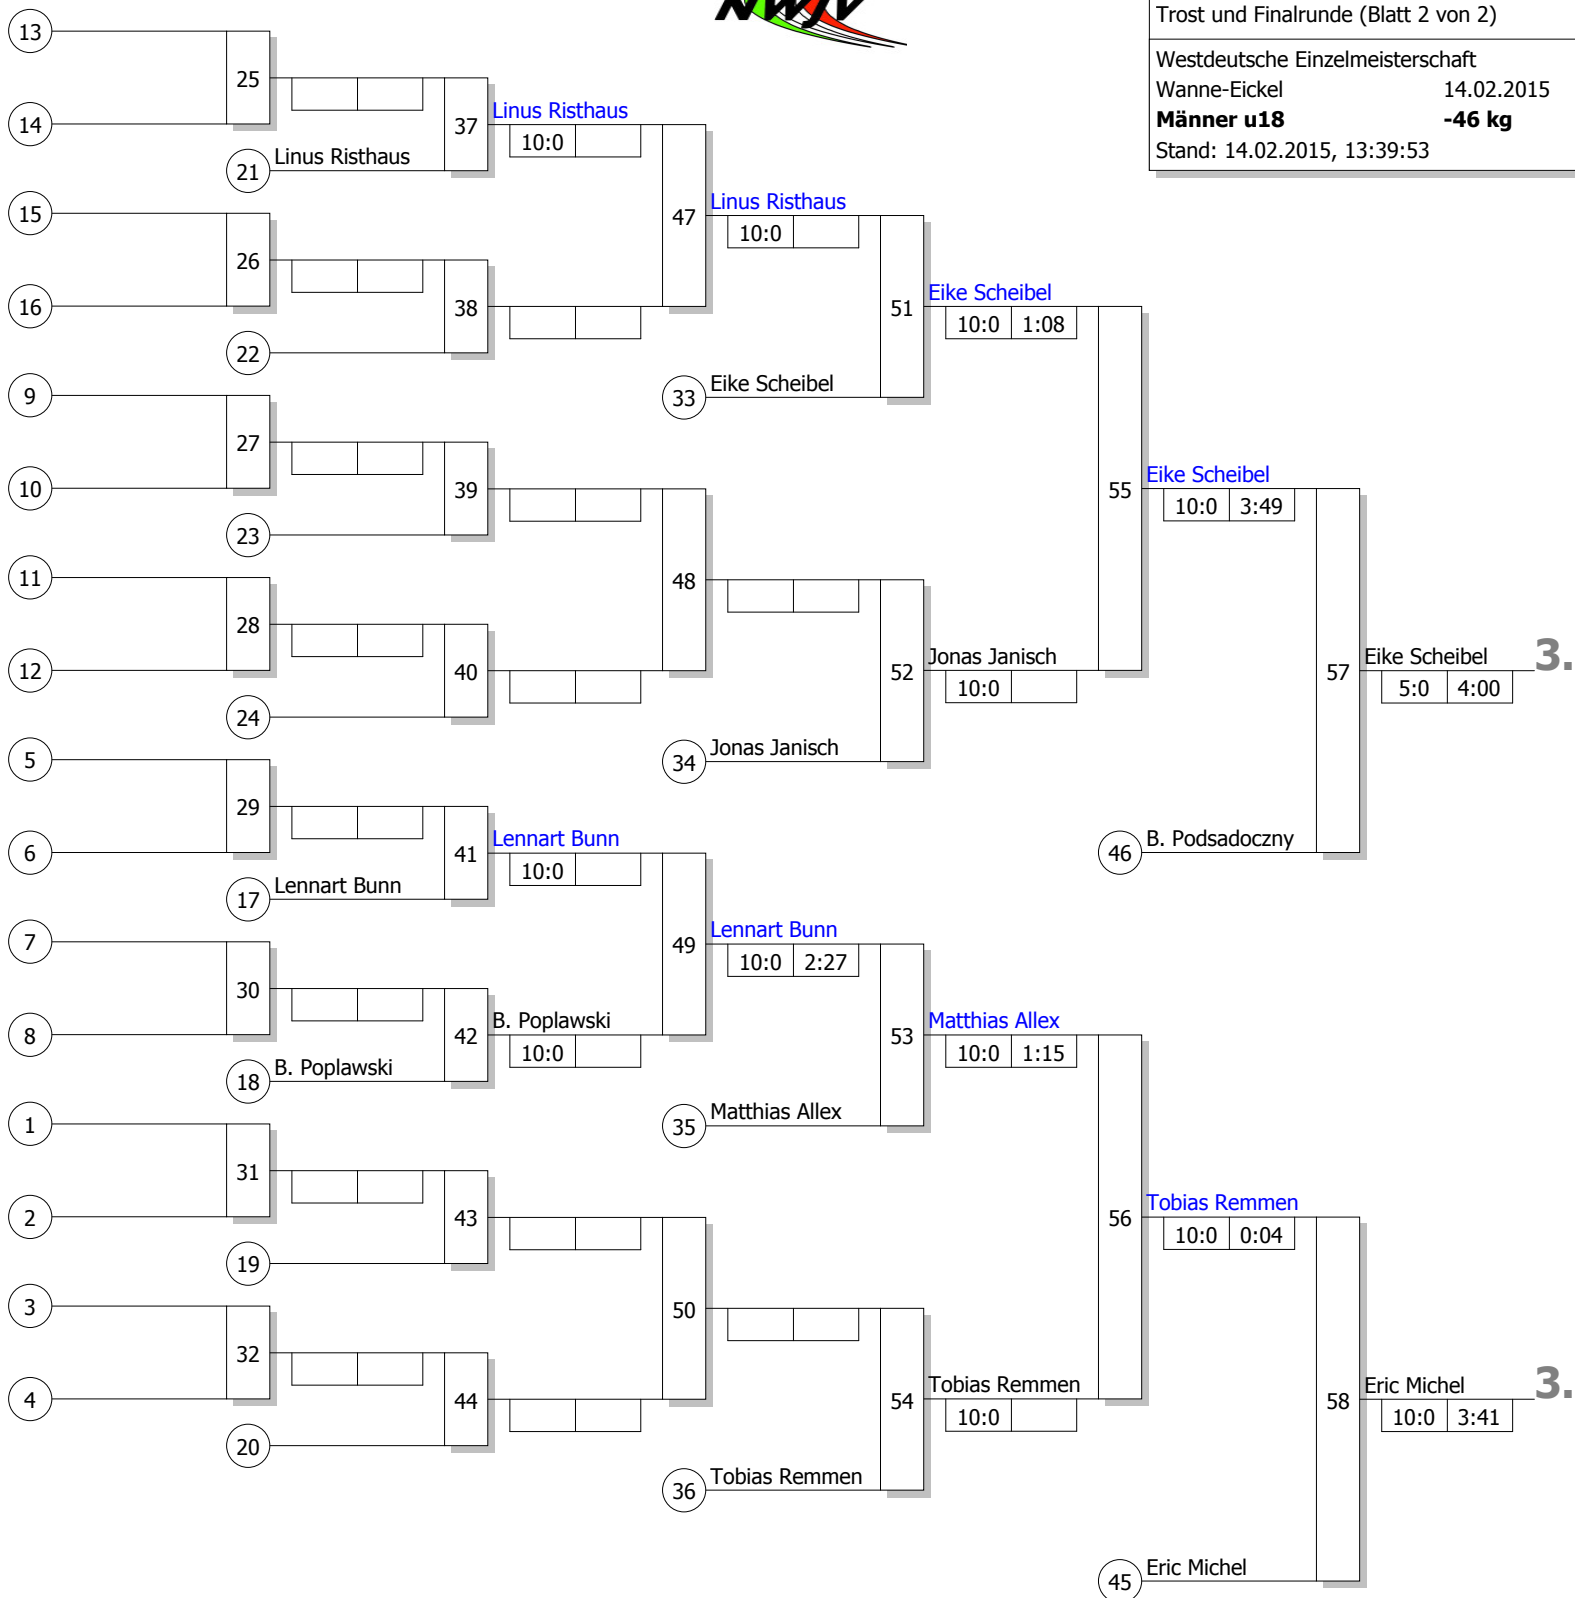 NWJV
Trost und Finalrunde (Blatt 2 von 2)
Westdeutsche Einzelmeisterschaft
Wanne-Eickel 14.02.2015
Männer u18 -46 kg
Stand: 14.02.2015, 13:39:53
13
25
14
37
Linus Risthaus
10:0
21
Linus Risthaus
15
47
Linus Risthaus
10:0
26
16
38
51
Eike Scheibel
10:0 1:08
22
33
Eike Scheibel
9
27
10
39
55
Eike Scheibel
10:0 3:49
23
11
48
28
12
40
52
Jonas Janisch
10:0
57
Eike Scheibel
5:0 4:00
3.
24
34
Jonas Janisch
5
29
6
41
Lennart Bunn
10:0
46
B. Podsadoczny
17
Lennart Bunn
7
49
Lennart Bunn
10:0 2:27
30
8
42
B. Poplawski
10:0
53
Matthias Allex
10:0 1:15
18
B. Poplawski
1
35
Matthias Allex
31
2
43
56
Tobias Remmen
10:0 0:04
19
3
50
32
4
44
54
Tobias Remmen
10:0
58
Eric Michel
10:0 3:41
3.
20
36
Tobias Remmen
45
Eric Michel